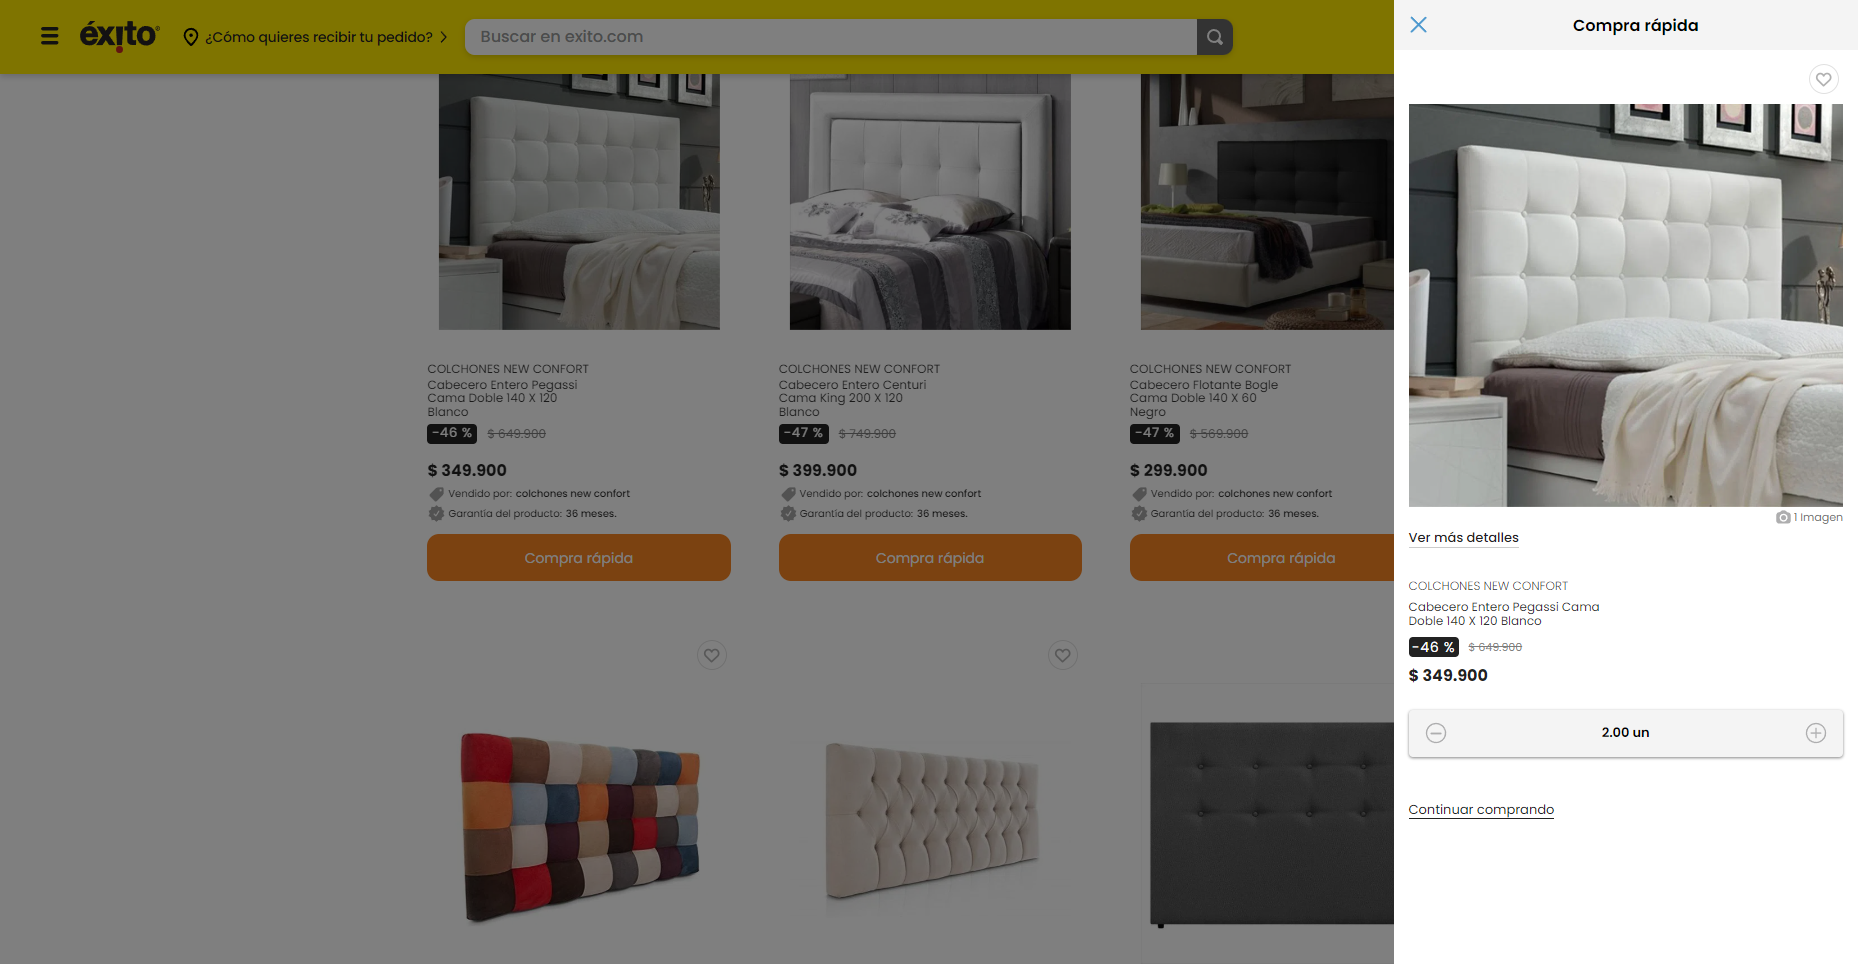 éxito
¿Cómo quieres recibir tu pedido?
Buscar en exito.com
COLCHONES NEW CONFORT
Cabecero Entero Pegassi
Cama Doble 140 X 120
Blanco
-46 % $ 649.900
$ 349.900
Vendido por: colchones new confort
Garantía del producto: 36 meses.
Compra rápida
COLCHONES NEW CONFORT
Cabecero Entero Centuri
Cama King 200 X 120
Blanco
-47 % $ 749.900
$ 399.900
Vendido por: colchones new confort
Garantía del producto: 36 meses.
Compra rápida
COLCHONES NEW CONFORT
Cabecero Flotante Bogle
Cama Doble 140 X 60
Negro
-47 % $ 569.900
$ 299.900
Vendido por: colchones new confort
Garantía del producto: 36 meses.
Compra rápida
Compra rápida
1 Imagen
Ver más detalles
COLCHONES NEW CONFORT
Cabecero Entero Pegassi Cama
Doble 140 X 120 Blanco
-46 % $ 649.900
$ 349.900
2.00 un
Continuar comprando